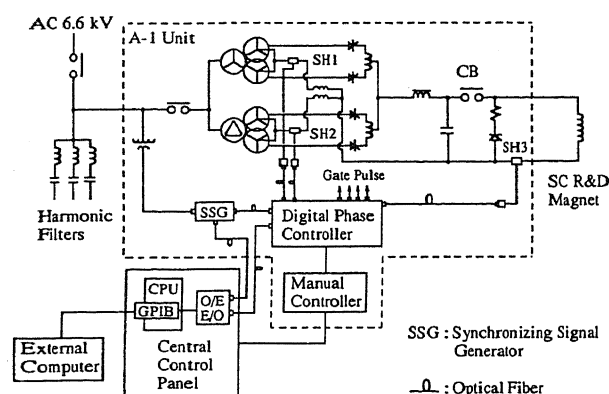 AC 6.6 kV
A-1 Unit
SH1
SH2
CB
SH3
Harmonic
Filters
SSG
Gate Pulse
Digital Phase
Controller
SC R&D
Magnet
CPU
GPIB
O/E
E/O
Manual
Controller
External
Computer
Central
Control
Panel
SSG : Synchronizing Signal
Generator
: Optical Fiber